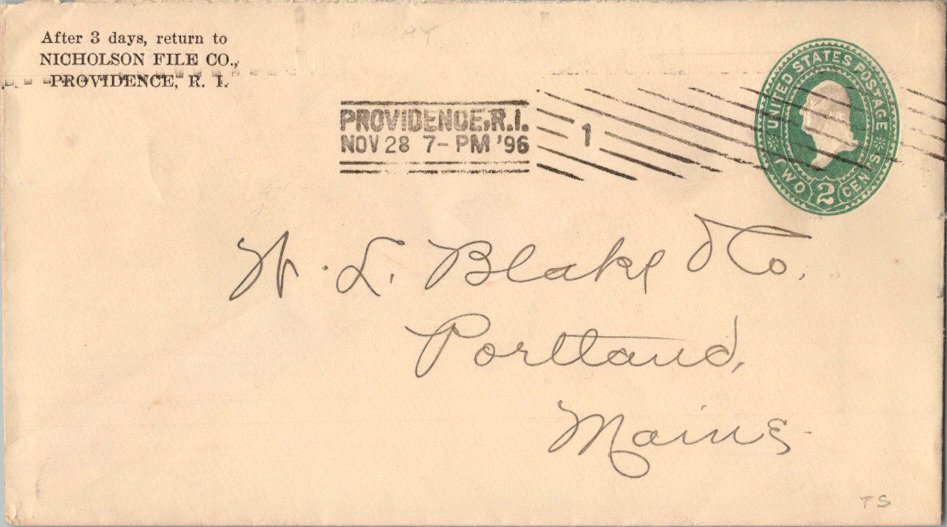 After 3 days, return to
NICHOLSON FILE CO.,
PROVIDENCE, R. I.
PROVIDENCE, R.I.
NOV 28 7-PM '96
1
UNITED STATES POSTAGE
TWO 2 CENTS
W. L. Blake & Co.
Portland,
Maine
TS